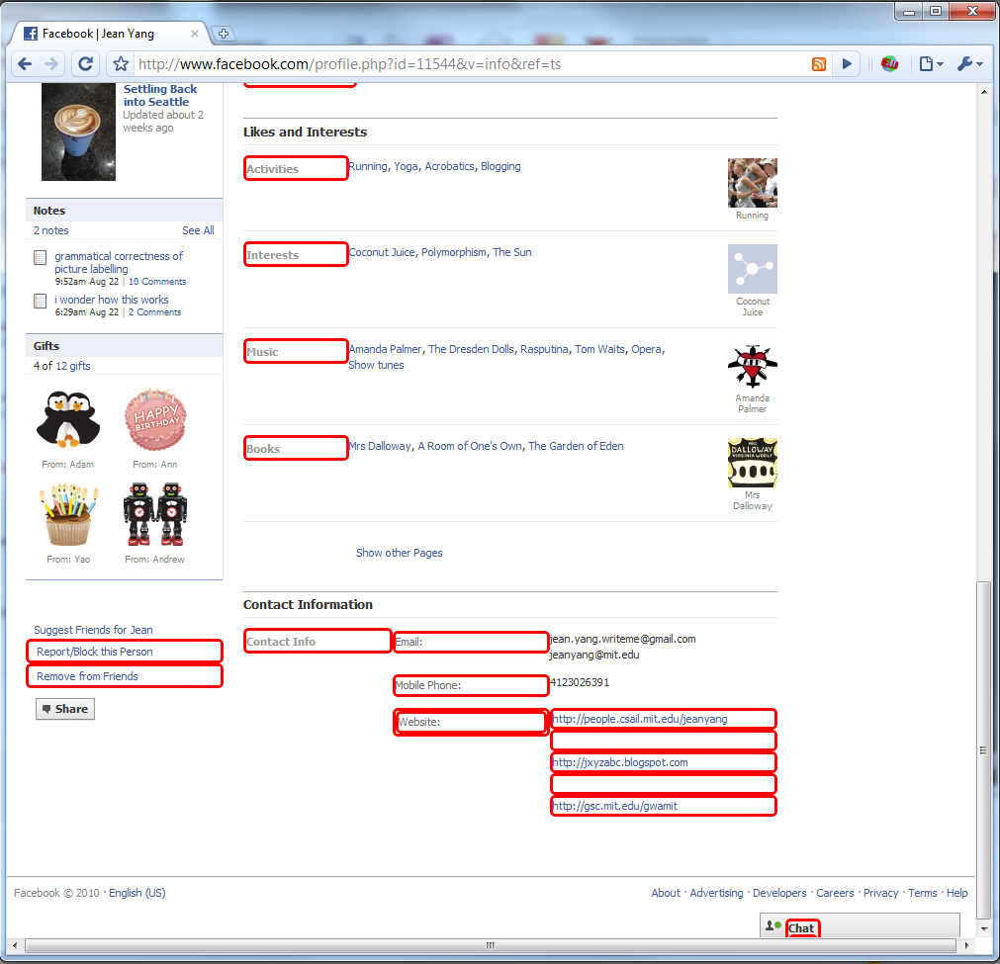 Facebook | Jean Yang
http://www.facebook.com/profile.php?id=11544&v=info&ref=ts
Settling Back
into Seattle
Updated about 2
weeks ago
Notes
2 notes See All
grammatical correctness of
picture labelling
9:52am Aug 22 | 10 Comments
i wonder how this works
6:29am Aug 22 | 2 Comments
Gifts
4 of 12 gifts
HAPPY
BIRTHDAY
From: Adam From: Ann
From: Yao From: Andrew
Suggest Friends for Jean
Report/Block this Person
Remove from Friends
Share
Likes and Interests
Activities Running, Yoga, Acrobatics, Blogging
Running
Interests Coconut Juice, Polymorphism, The Sun
Coconut
Juice
Music Amanda Palmer, The Dresden Dolls, Rasputina, Tom Waits, Opera,
Show tunes
Amanda
Palmer
Books Mrs Dalloway, A Room of One's Own, The Garden of Eden
MRS
DALLOWAY
VIRGINIA WOOLF
Mrs
Dalloway
Show other Pages
Contact Information
Contact Info Email: jean.yang.writeme@gmail.com
jeanyang@mit.edu
Mobile Phone: 4123026391
Website: http://people.csail.mit.edu/jeanyang
http://jxyzabc.blogspot.com
http://gsc.mit.edu/gwamit
Facebook © 2010 · English (US) About · Advertising · Developers · Careers · Privacy · Terms · Help
Chat